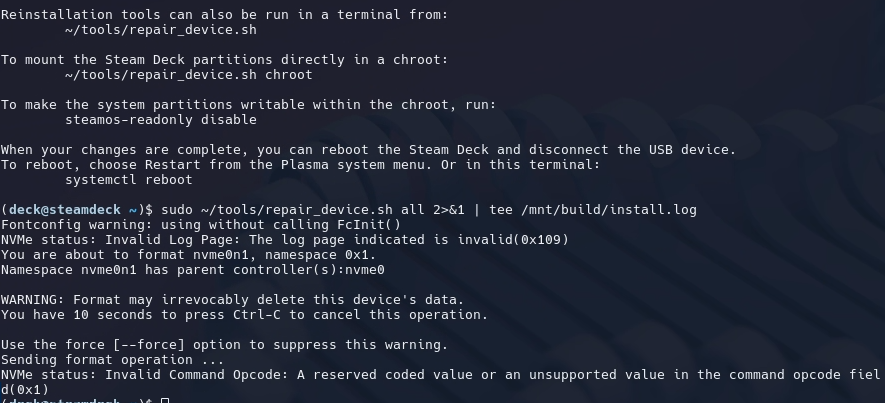 Reinstallation tools can also be run in a terminal from:
~/tools/repair_device.sh
To mount the Steam Deck partitions directly in a chroot:
~/tools/repair_device.sh chroot
To make the system partitions writable within the chroot, run:
steamos-readonly disable
When your changes are complete, you can reboot the Steam Deck and disconnect the USB device.
To reboot, choose Restart from the Plasma system menu. Or in this terminal:
systemctl reboot
(deck@steamdeck ~)$ sudo ~/tools/repair_device.sh all 2>&1 | tee /mnt/build/install.log
Fontconfig warning: using without calling FcInit()
NVMe status: Invalid Log Page: The log page indicated is invalid(0x109)
You are about to format nvme0n1, namespace 0x1.
Namespace nvme0n1 has parent controller(s):nvme0
WARNING: Format may irrevocably delete this device's data.
You have 10 seconds to press Ctrl-C to cancel this operation.
Use the force [--force] option to suppress this warning.
Sending format operation ...
NVMe status: Invalid Command Opcode: A reserved coded value or an unsupported value in the command opcode fiel
d(0x1)
(deck@steamdeck ~)$